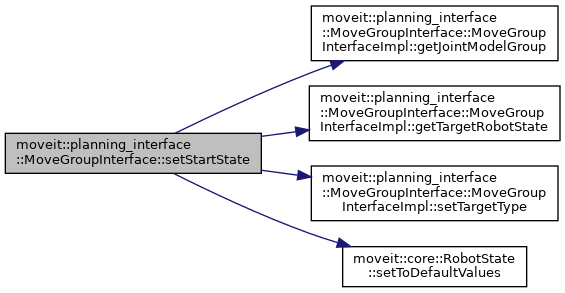 moveit::planning_interface
::MoveGroupInterface::setStartState
moveit::planning_interface
::MoveGroupInterface::MoveGroup
InterfaceImpl::getJointModelGroup
moveit::planning_interface
::MoveGroupInterface::MoveGroup
InterfaceImpl::getTargetRobotState
moveit::planning_interface
::MoveGroupInterface::MoveGroup
InterfaceImpl::setTargetType
moveit::core::RobotState
::setToDefaultValues